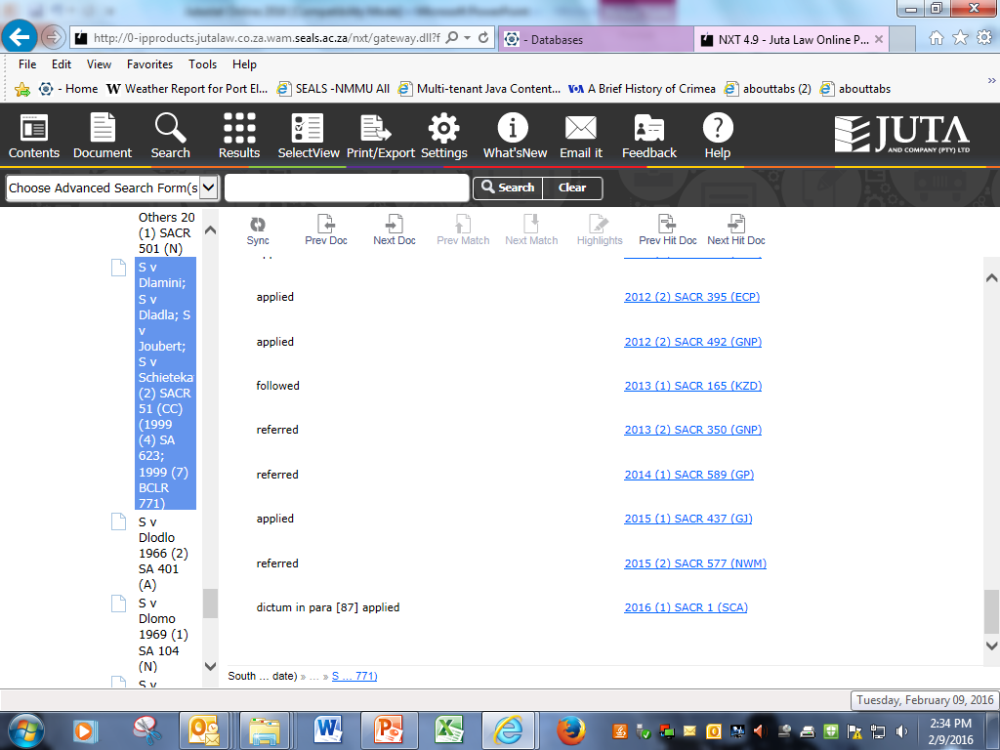 http://0-ipproducts.jutalaw.co.za.wam.seals.ac.za/nxt/gateway.dll?f
- Databases
NXT 4.9 - Juta Law Online P...
File Edit View Favorites Tools Help
- Home
W Weather Report for Port El...
SEALS -NMMU All
Multi-tenant Java Content...
VOA A Brief History of Crimea
abouttabs (2)
abouttabs
Contents Document Search Results SelectView Print/Export Settings What'sNew Email it Feedback Help
JUTA
AND COMPANY (PTY) LTD
Choose Advanced Search Form(s
Search Clear
Sync Prev Doc Next Doc Prev Match Next Match Highlights Prev Hit Doc Next Hit Doc
Others 20
(1) SACR
501 (N)
S v
Dlamini;
S v
Dladla; S
v
Joubert;
S v
Schieteka
(2) SACR
51 (CC)
(1999
(4) SA
623;
1999 (7)
BCLR
771)
S v
Dlodlo
1966 (2)
SA 401
(A)
S v
Dlomo
1969 (1)
SA 104
(N)
S v
applied 2012 (2) SACR 395 (ECP)
applied 2012 (2) SACR 492 (GNP)
followed 2013 (1) SACR 165 (KZD)
referred 2013 (2) SACR 350 (GNP)
referred 2014 (1) SACR 589 (GP)
applied 2015 (1) SACR 437 (GJ)
referred 2015 (2) SACR 577 (NWM)
dictum in para [87] applied 2016 (1) SACR 1 (SCA)
South ... date) » ... » S ... 771)
Tuesday, February 09, 2016
2:34 PM
2/9/2016